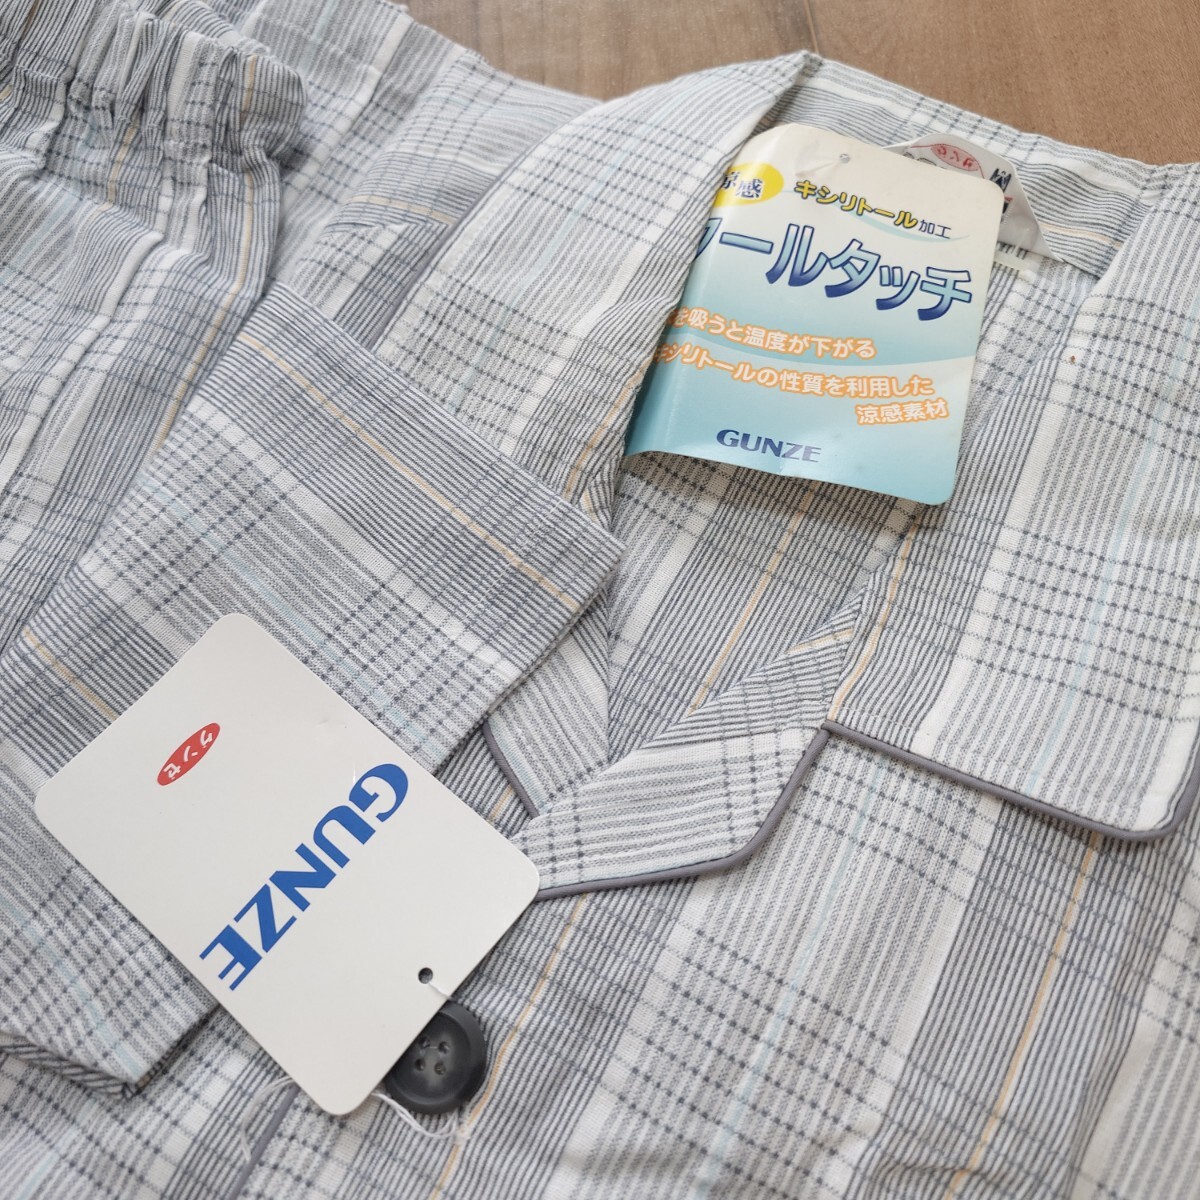 涼感
キシリトール加工
クールタッチ
を吸うと温度が下がる
キシリトールの性質を利用した
涼感素材
GUNZE
グンゼ
GUNZE